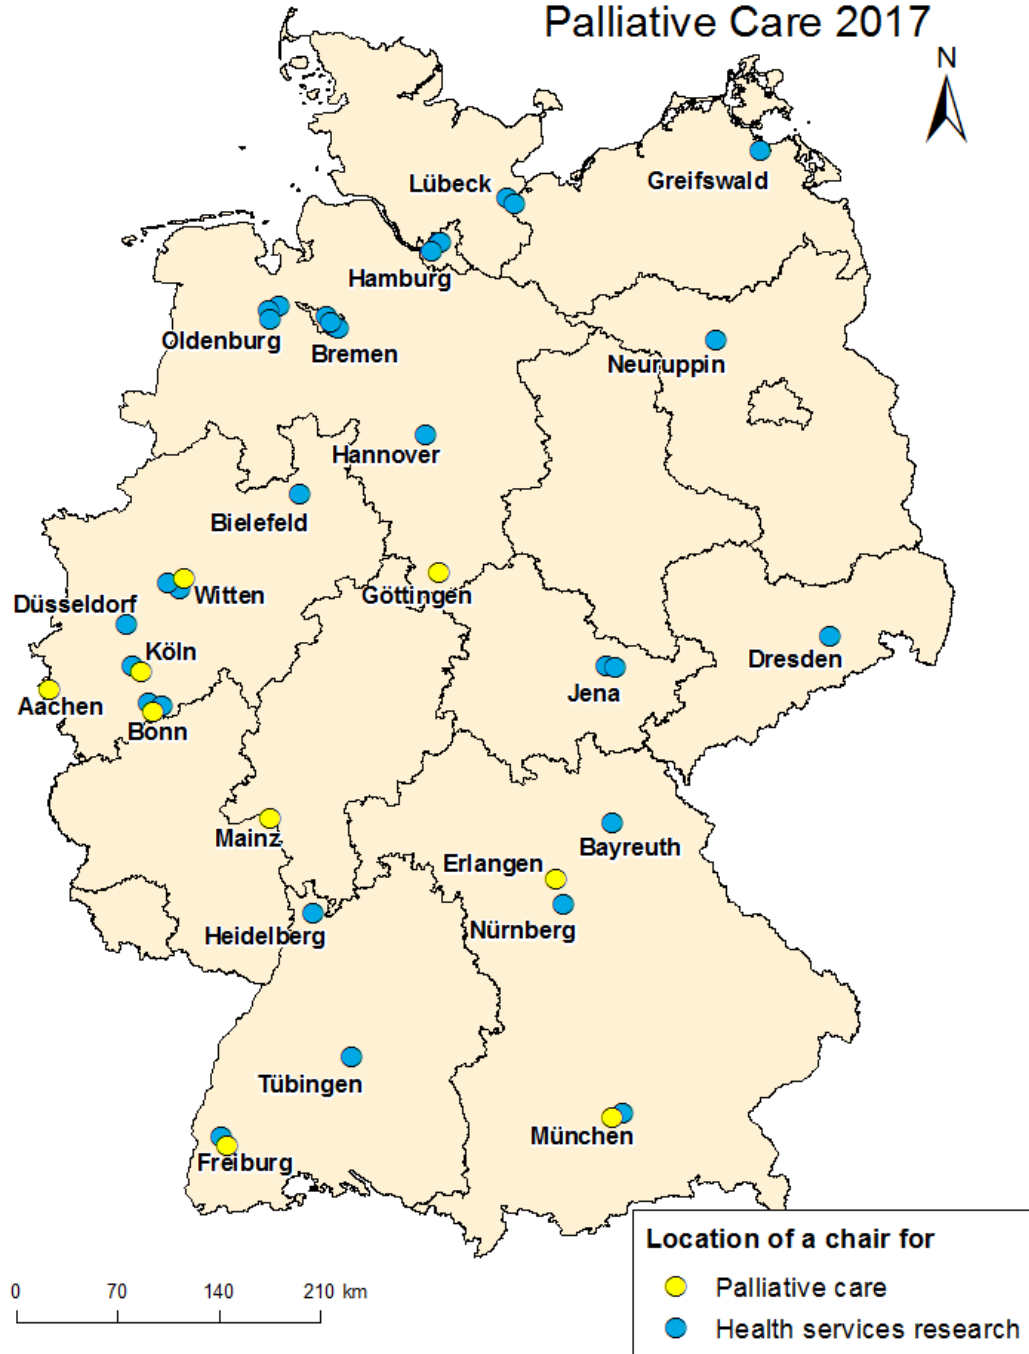 Palliative Care 2017
N
Greifswald
Lübeck
Hamburg
Oldenburg
Bremen
Neuruppin
Hannover
Bielefeld
Witten
Göttingen
Düsseldorf
Köln
Dresden
Aachen
Jena
Bonn
Mainz
Bayreuth
Erlangen
Nürnberg
Heidelberg
Tübingen
München
Freiburg
Location of a chair for
Palliative care
Health services research
0 70 140 210 km